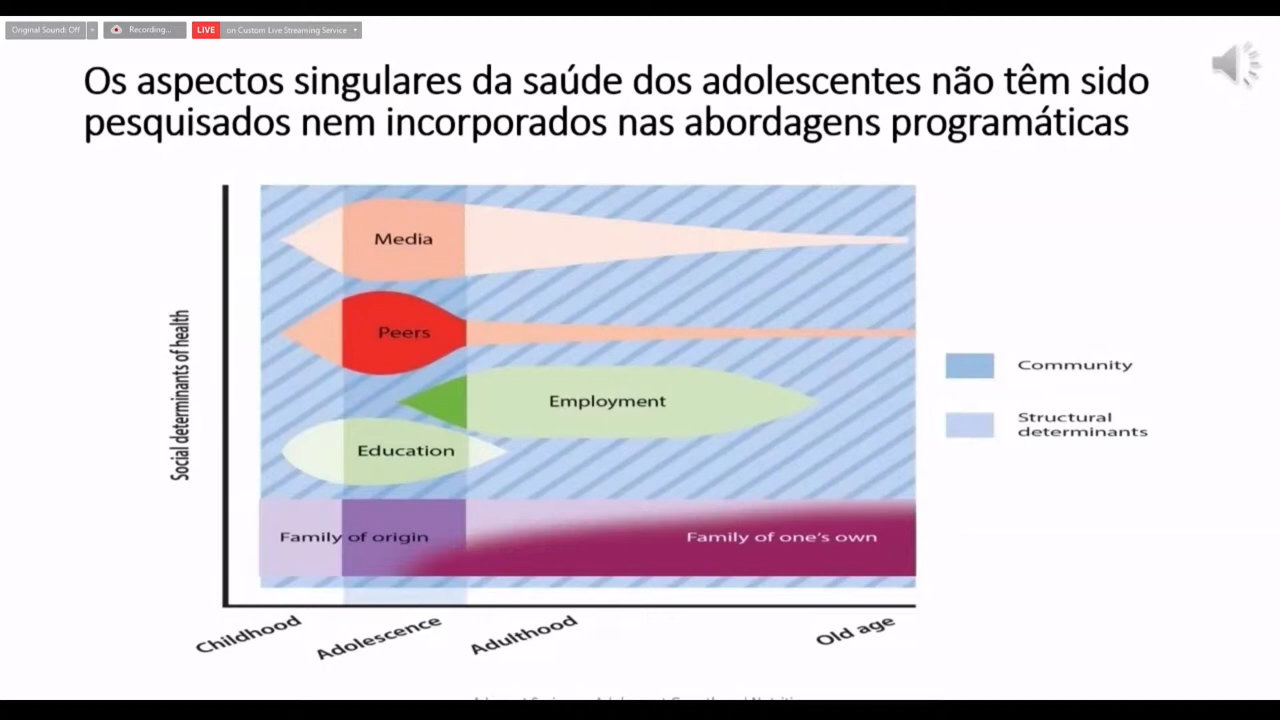 Original Sound: Off
Recording...
LIVE on Custom Live Streaming Service
Os aspectos singulares da saúde dos adolescentes não têm sido
pesquisados nem incorporados nas abordagens programáticas
Social determinants of health
Media
Peers
Employment
Education
Family of origin
Family of one's own
Community
Structural
determinants
Childhood
Adolescence
Adulthood
Old age